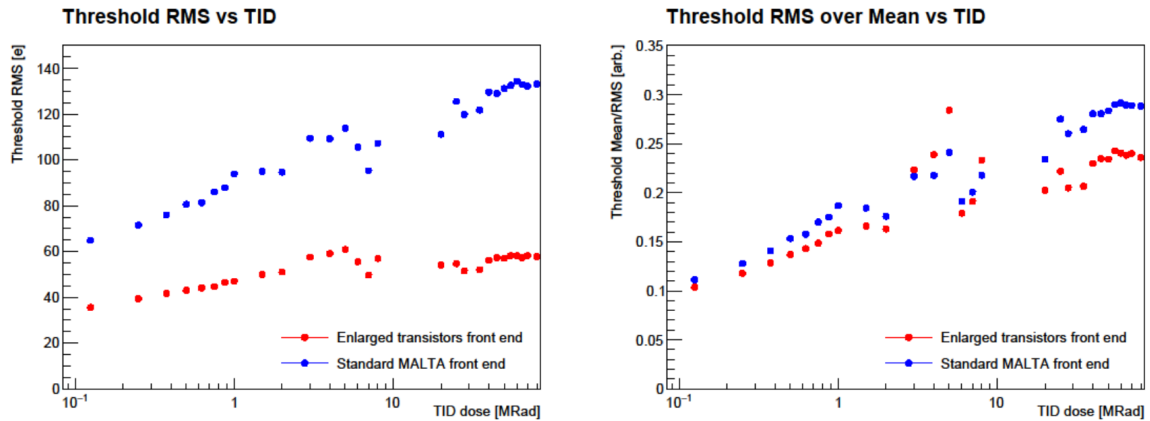 Threshold RMS vs TID
Threshold RMS [e]
140
120
100
80
60
40
20
0
10⁻¹
1
10
TID dose [MRad]
Enlarged transistors front end
Standard MALTA front end
Threshold RMS over Mean vs TID
Threshold Mean/RMS [arb.]
0.35
0.3
0.25
0.2
0.15
0.1
0.05
0
10⁻¹
1
10
TID dose [MRad]
Enlarged transistors front end
Standard MALTA front end